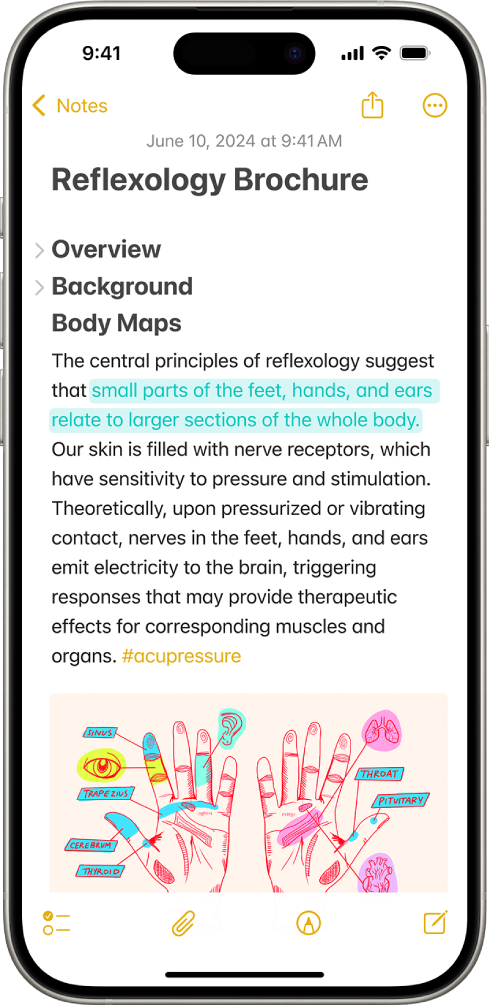 9:41
Notes
June 10, 2024 at 9:41 AM
Reflexology Brochure
Overview
Background
Body Maps
The central principles of reflexology suggest
that small parts of the feet, hands, and ears
relate to larger sections of the whole body.
Our skin is filled with nerve receptors, which
have sensitivity to pressure and stimulation.
Theoretically, upon pressurized or vibrating
contact, nerves in the feet, hands, and ears
emit electricity to the brain, triggering
responses that may provide therapeutic
effects for corresponding muscles and
organs. #acupressure
SINUS
TRAPEZIUS
CEREBRUM
THYROID
THROAT
PITUITARY